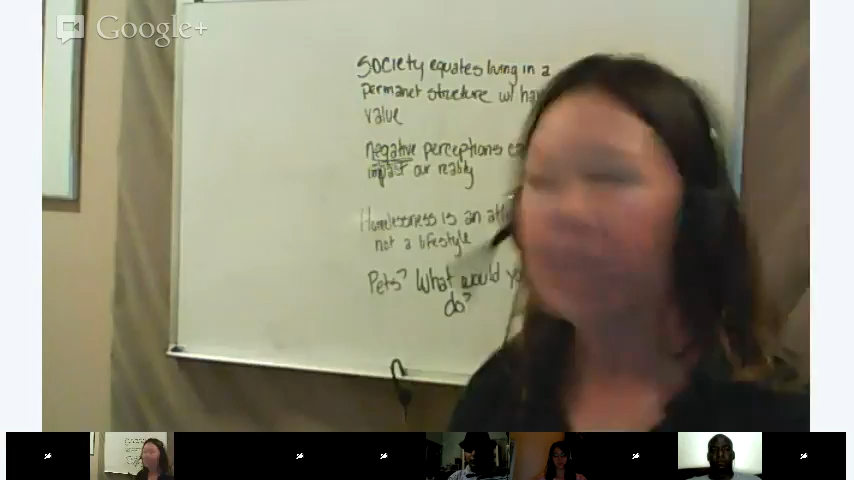 Google+
Society equates living in a
permanet structure w/
value
negative perceptions
impact our reality
Homelessness is an
not a lifestyle
Pets? What would
do?